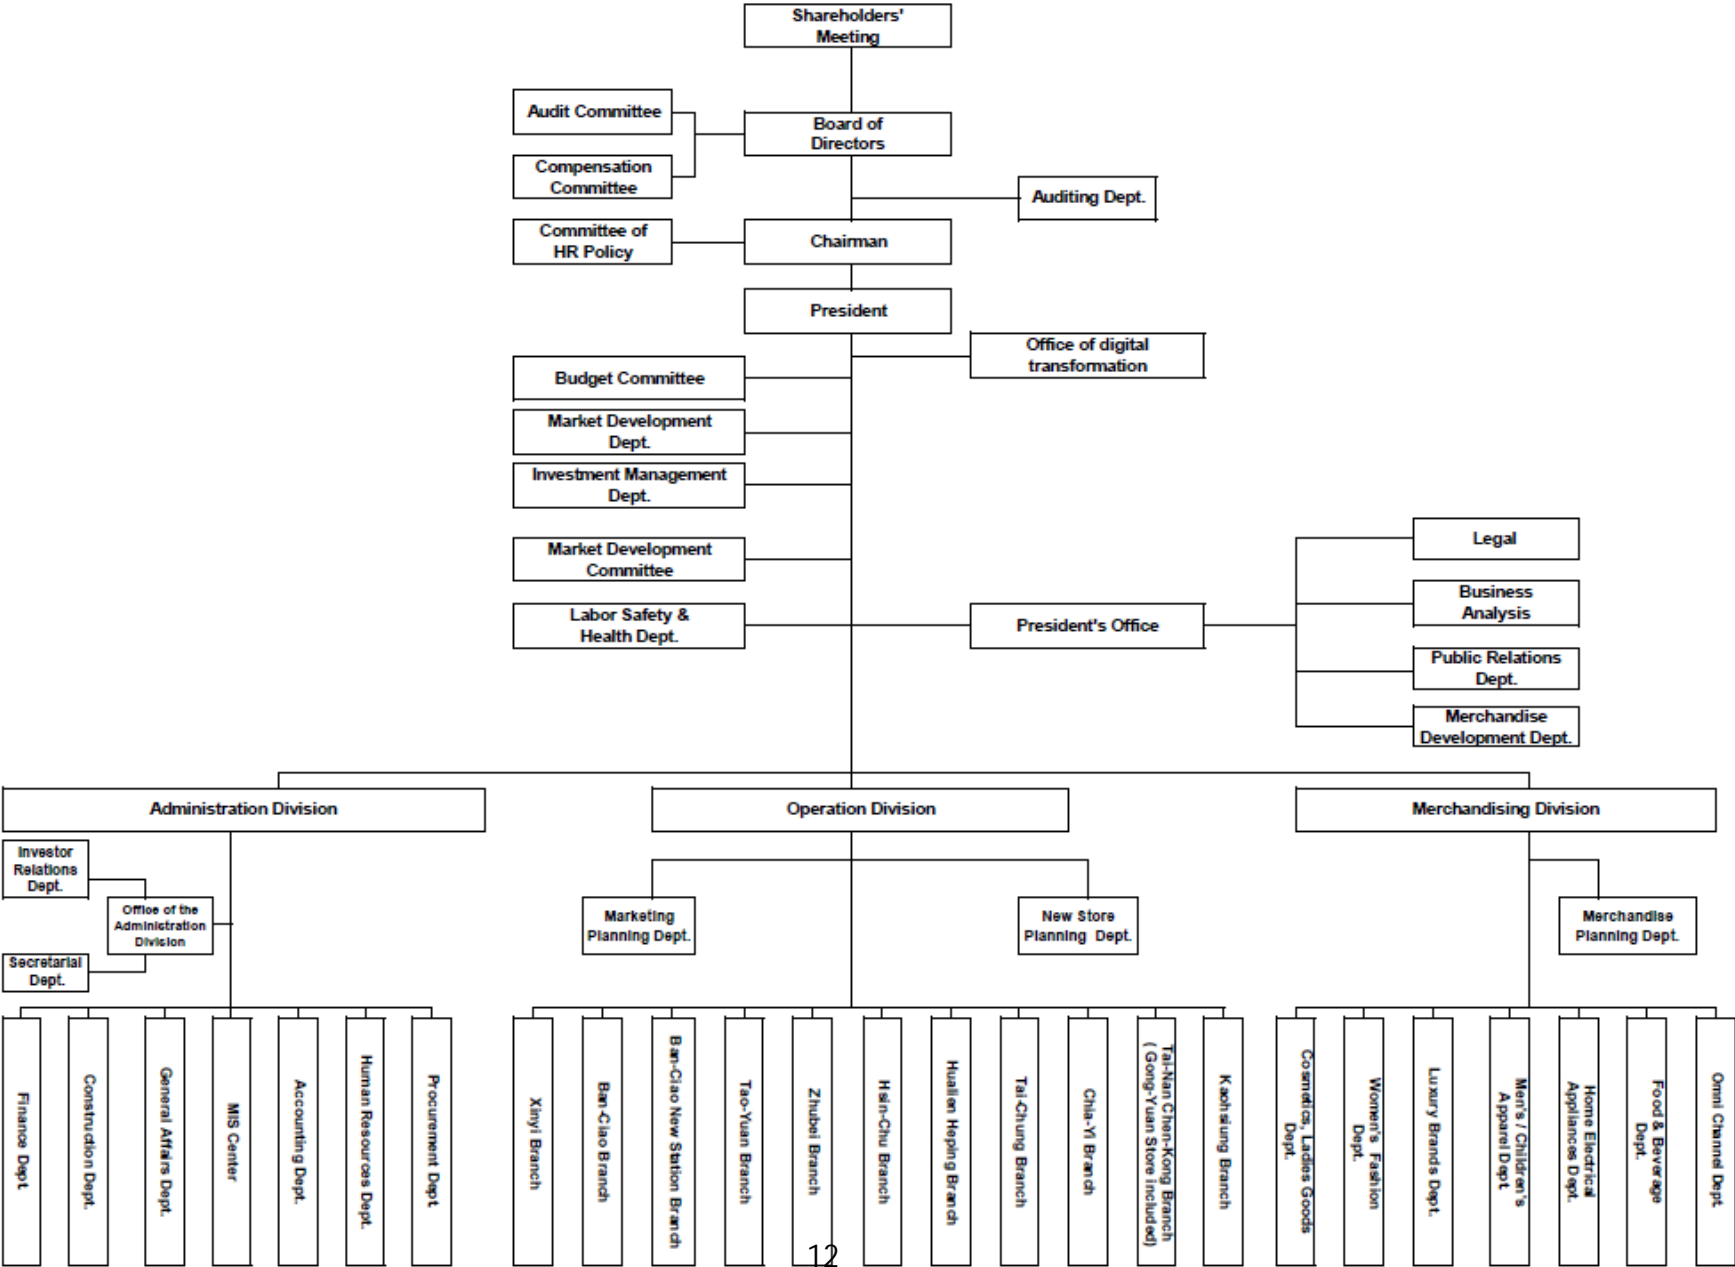 Shareholders'
Meeting
Audit Committee
Board of
Directors
Compensation
Committee
Auditing Dept.
Committee of
HR Policy
Chairman
President
Office of digital
transformation
Budget Committee
Market Development
Dept.
Investment Management
Dept.
Market Development
Committee
Legal
Business
Analysis
Labor Safety &
Health Dept.
President's Office
Public Relations
Dept.
Merchandise
Development Dept.
Administration Division
Operation Division
Merchandising Division
Investor
Relations
Dept.
Office of the
Administration
Division
Secretarial
Dept.
Marketing
Planning Dept.
New Store
Planning Dept.
Merchandise
Planning Dept.
Finance Dept.
Construction Dept.
General Affairs Dept.
MIS Center
Accounting Dept.
Human Resources Dept.
Procurement Dept
Xinyi Branch
Ban-Ciao Branch
Ban-Ciao New Station Branch
Tao-Yuan Branch
Zhubei Branch
Hsin-Chu Branch
Hualien Heping Branch
Tai-Chung Branch
Chia-Yi Branch
Tai-Nan Chen-Kong Branch
( Gong-Yuan Store included)
Kaohsiung Branch
Cosmetics, Ladies Goods
Dept.
Women's Fashion
Dept.
Luxury Brands Dept.
Men's / Children's
Apparel Dept.
Home Electrical
Appliances Dept.
Food & Beverage
Dept.
Omni Channel Dept.
12